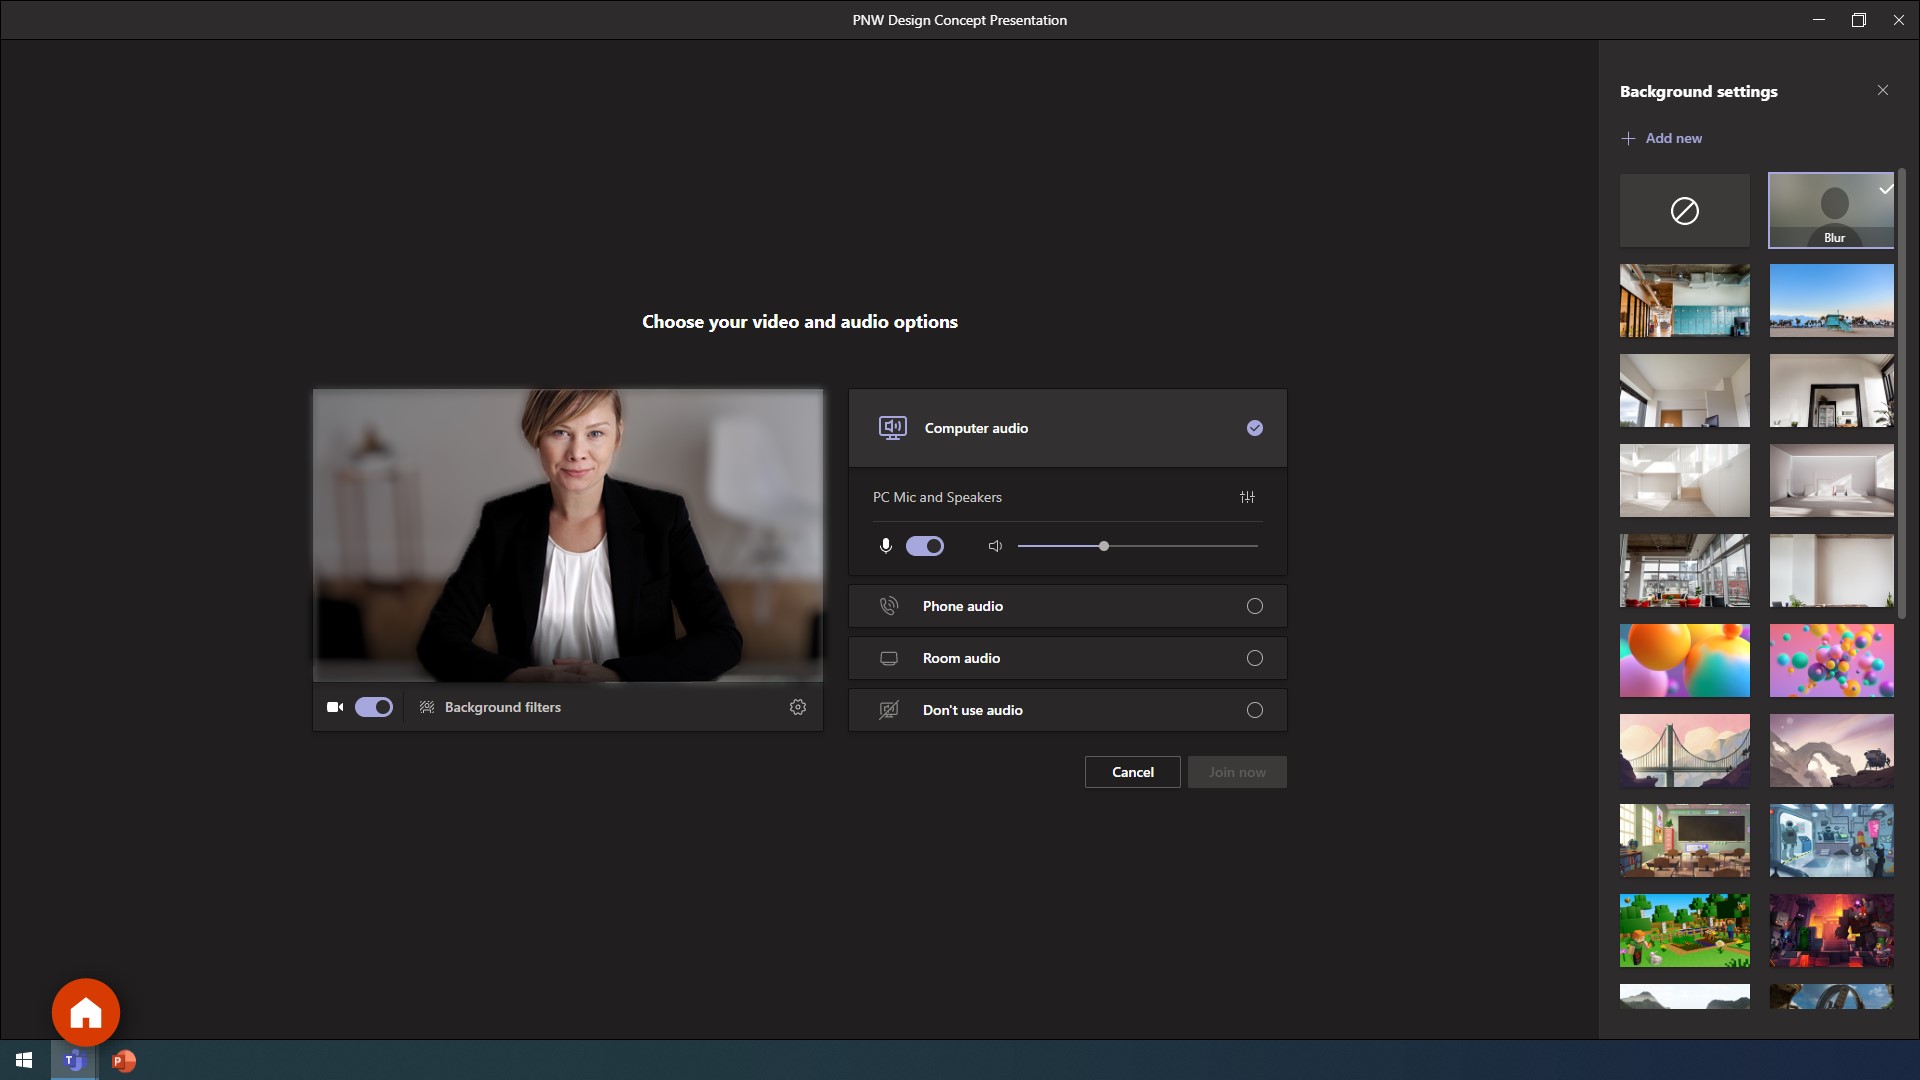 PNW Design Concept Presentation
Background settings
Add new
Blur
Choose your video and audio options
Computer audio
PC Mic and Speakers
Phone audio
Room audio
Don't use audio
Background filters
Cancel
Join now
T
P